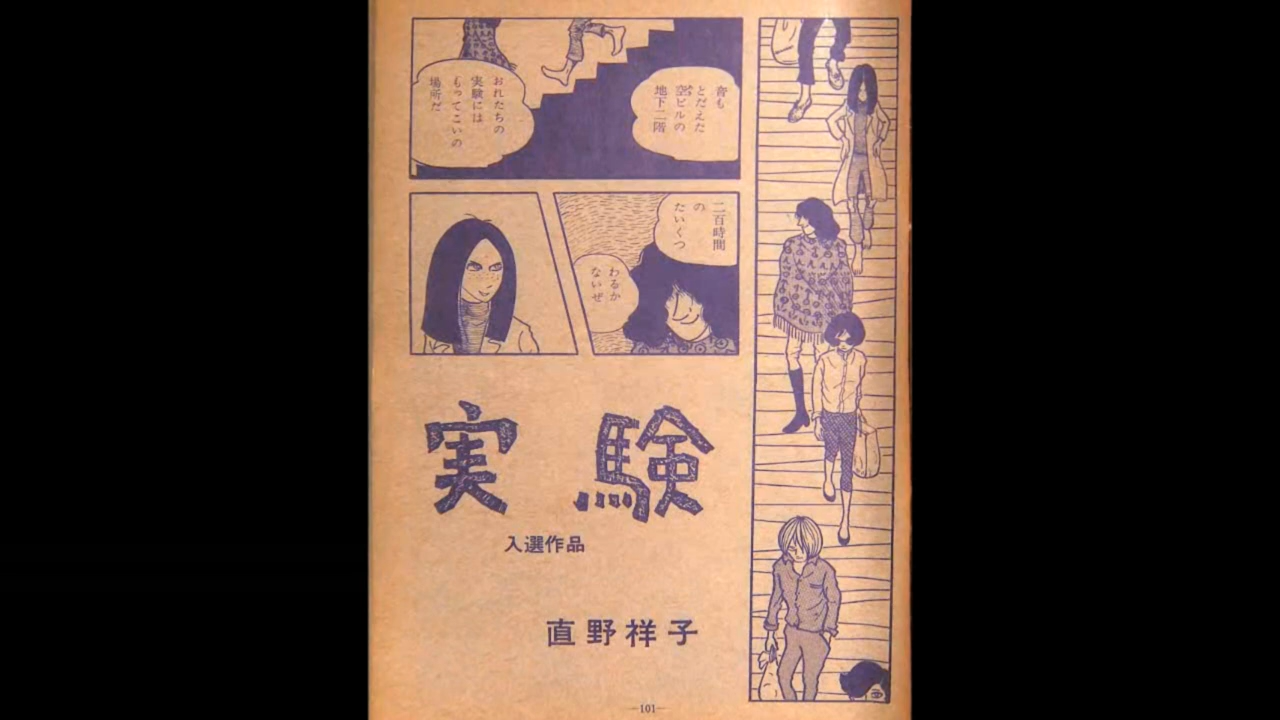 音も
とだえた
空ビルの
地下二階
おれたちの
実験には
もってこいの
場所だ
二百時間
の
たいくつ
わるか
ないぜ
実験
入選作品
直野祥子
—101—